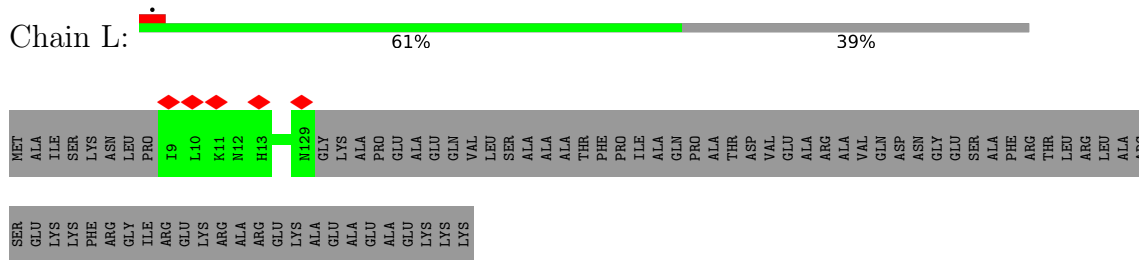 Chain L:
61% 39%
MET ALA ILE SER LYS ASN LEU PRO I9 L10 K11 N12 H13 N129 GLY LYS ALA PRO GLU ALA GLU GLN VAL LEU SER ALA ALA ALA THR PHE PRO ILE ALA GLN PRO ALA THR ASP VAL GLU ALA ARG ALA VAL GLN ASP ASN GLY GLU SER ALA PHE ARG THR LEU ARG LEU ALA ARG
SER GLU LYS LYS PHE ARG GLY ILE ARG GLU LYS ARG ALA ARG GLU LYS ALA GLU ALA GLU ALA GLU LYS LYS LYS